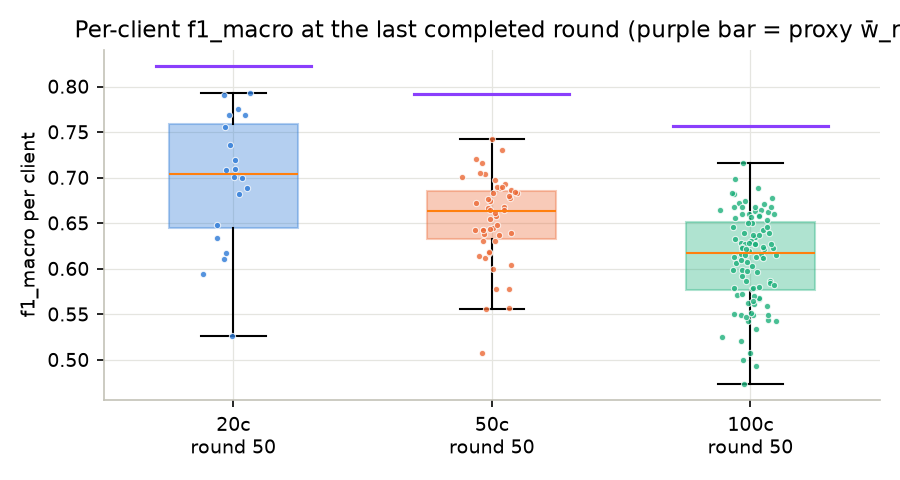 Per-client f1_macro at the last completed round (purple bar = proxy w̄_r
f1_macro per client
0.80
0.75
0.70
0.65
0.60
0.55
0.50
20c
round 50
50c
round 50
100c
round 50